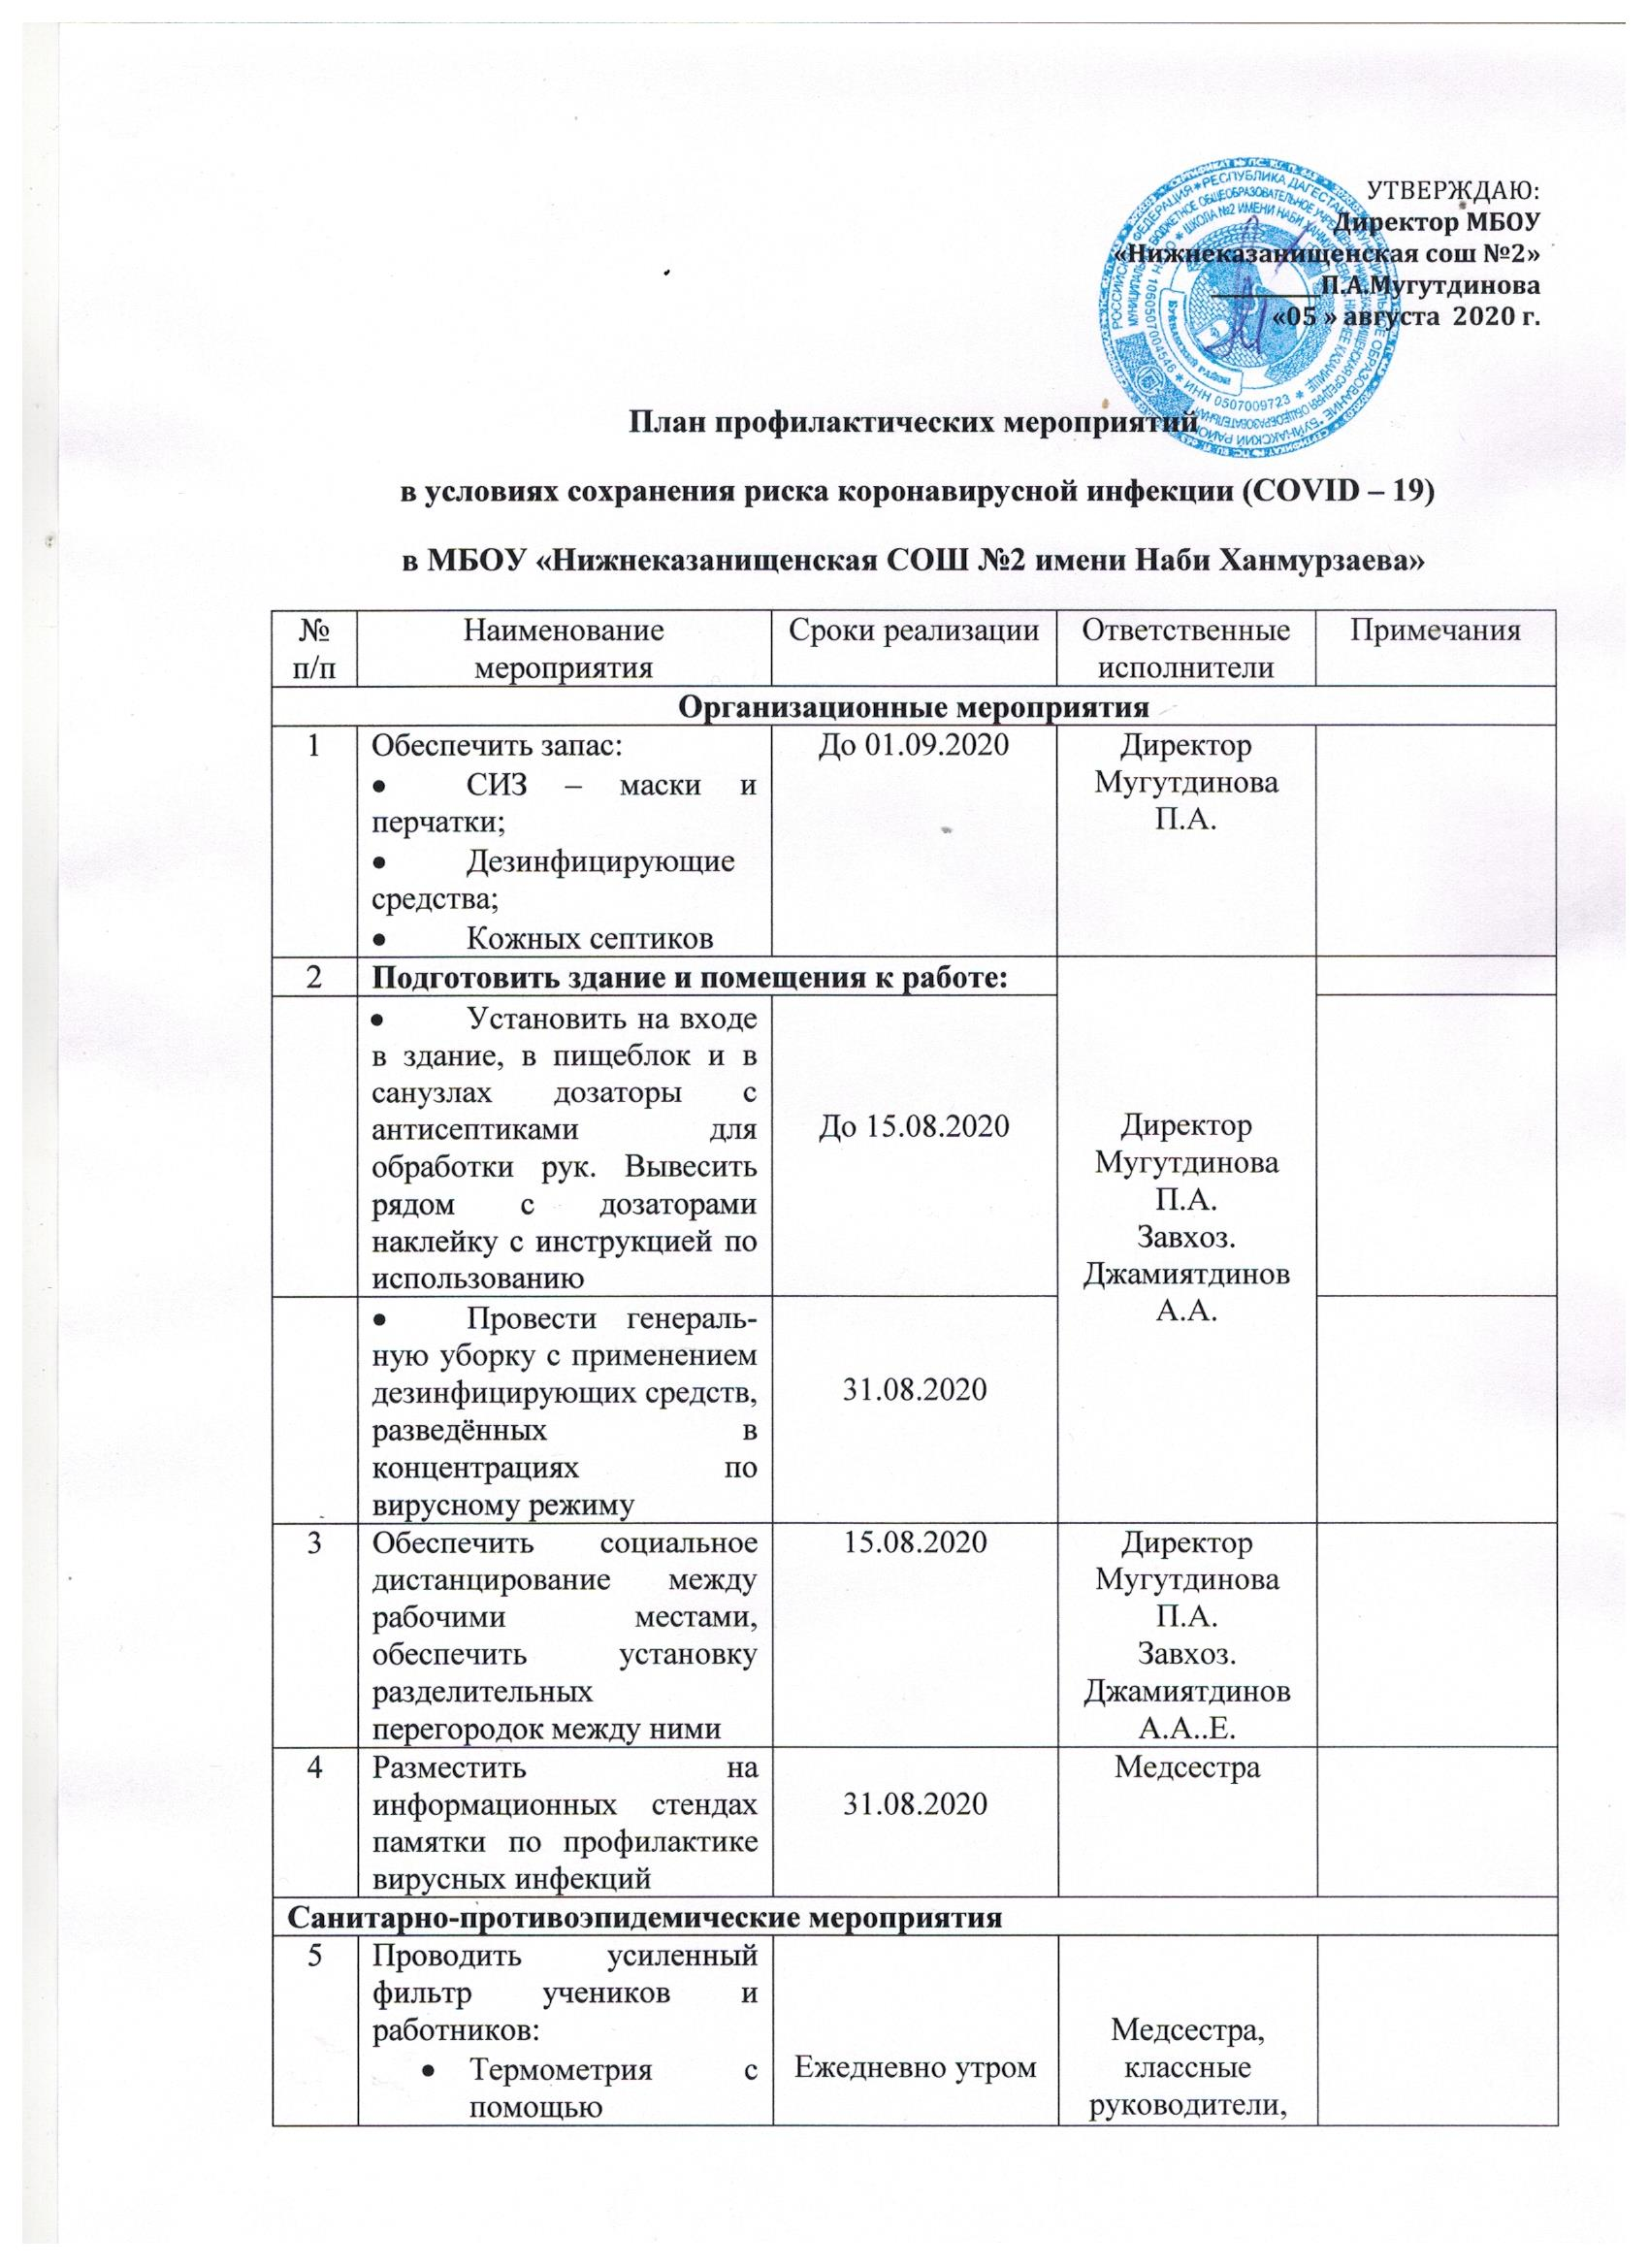 УТВЕРЖДАЮ:
Директор МБОУ
«Нижнеказанищенская сош №2»
_________П.А.Мугутдинова
«05 » августа 2020 г.
ИНН 0507009723
План профилактических мероприятий
в условиях сохранения риска коронавирусной инфекции (COVID – 19)
в МБОУ «Нижнеказанищенская СОШ №2 имени Наби Ханмурзаева»
№ п/п
Наименование
мероприятия
Сроки реализации
Ответственные
исполнители
Примечания
Организационные мероприятия
1
Обеспечить запас:
• СИЗ – маски и
перчатки;
• Дезинфицирующие
средства;
• Кожных септиков
До 01.09.2020
Директор
Мугутдинова
П.А.
2
Подготовить здание и помещения к работе:
• Установить на входе
в здание, в пищеблок и в
санузлах дозаторы с
антисептиками для
обработки рук. Вывесить
рядом с дозаторами
наклейку с инструкцией по
использованию
До 15.08.2020
Директор
Мугутдинова
П.А.
Завхоз.
Джамиятдинов
А.А.
• Провести генераль-
ную уборку с применением
дезинфицирующих средств,
разведённых в
концентрациях по
вирусному режиму
31.08.2020
3
Обеспечить социальное
дистанцирование между
рабочими местами,
обеспечить установку
разделительных
перегородок между ними
15.08.2020
Директор
Мугутдинова
П.А.
Завхоз.
Джамиятдинов
А.А..Е.
4
Разместить на
информационных стендах
памятки по профилактике
вирусных инфекций
31.08.2020
Медсестра
Санитарно-противоэпидемические мероприятия
5
Проводить усиленный
фильтр учеников и
работников:
• Термометрия с
помощью
Ежедневно утром
Медсестра,
классные
руководители,